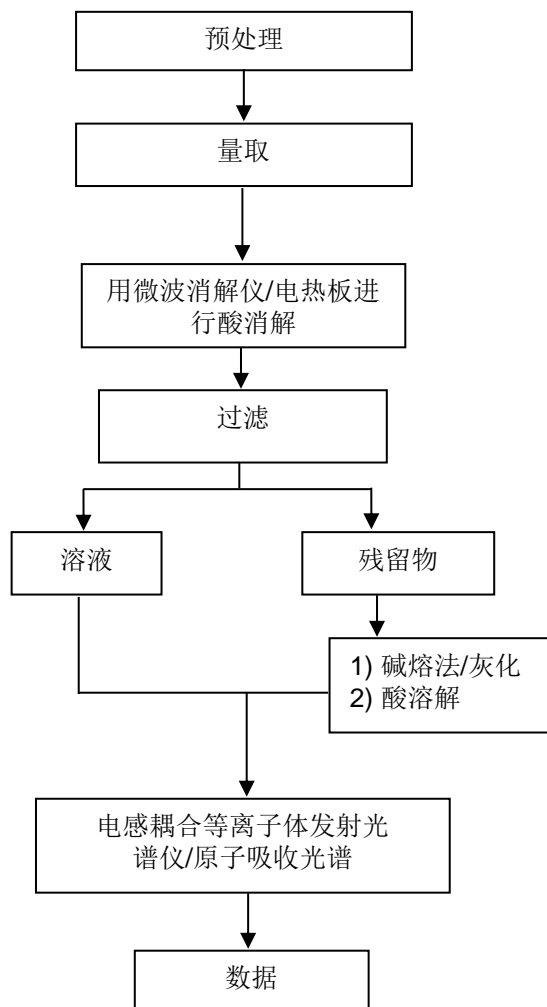 预处理
量取
用微波消解仪/电热板进
行酸消解
过滤
溶液
残留物
1) 碱熔法/灰化
2) 酸溶解
电感耦合等离子体发射光
谱仪/原子吸收光谱
数据